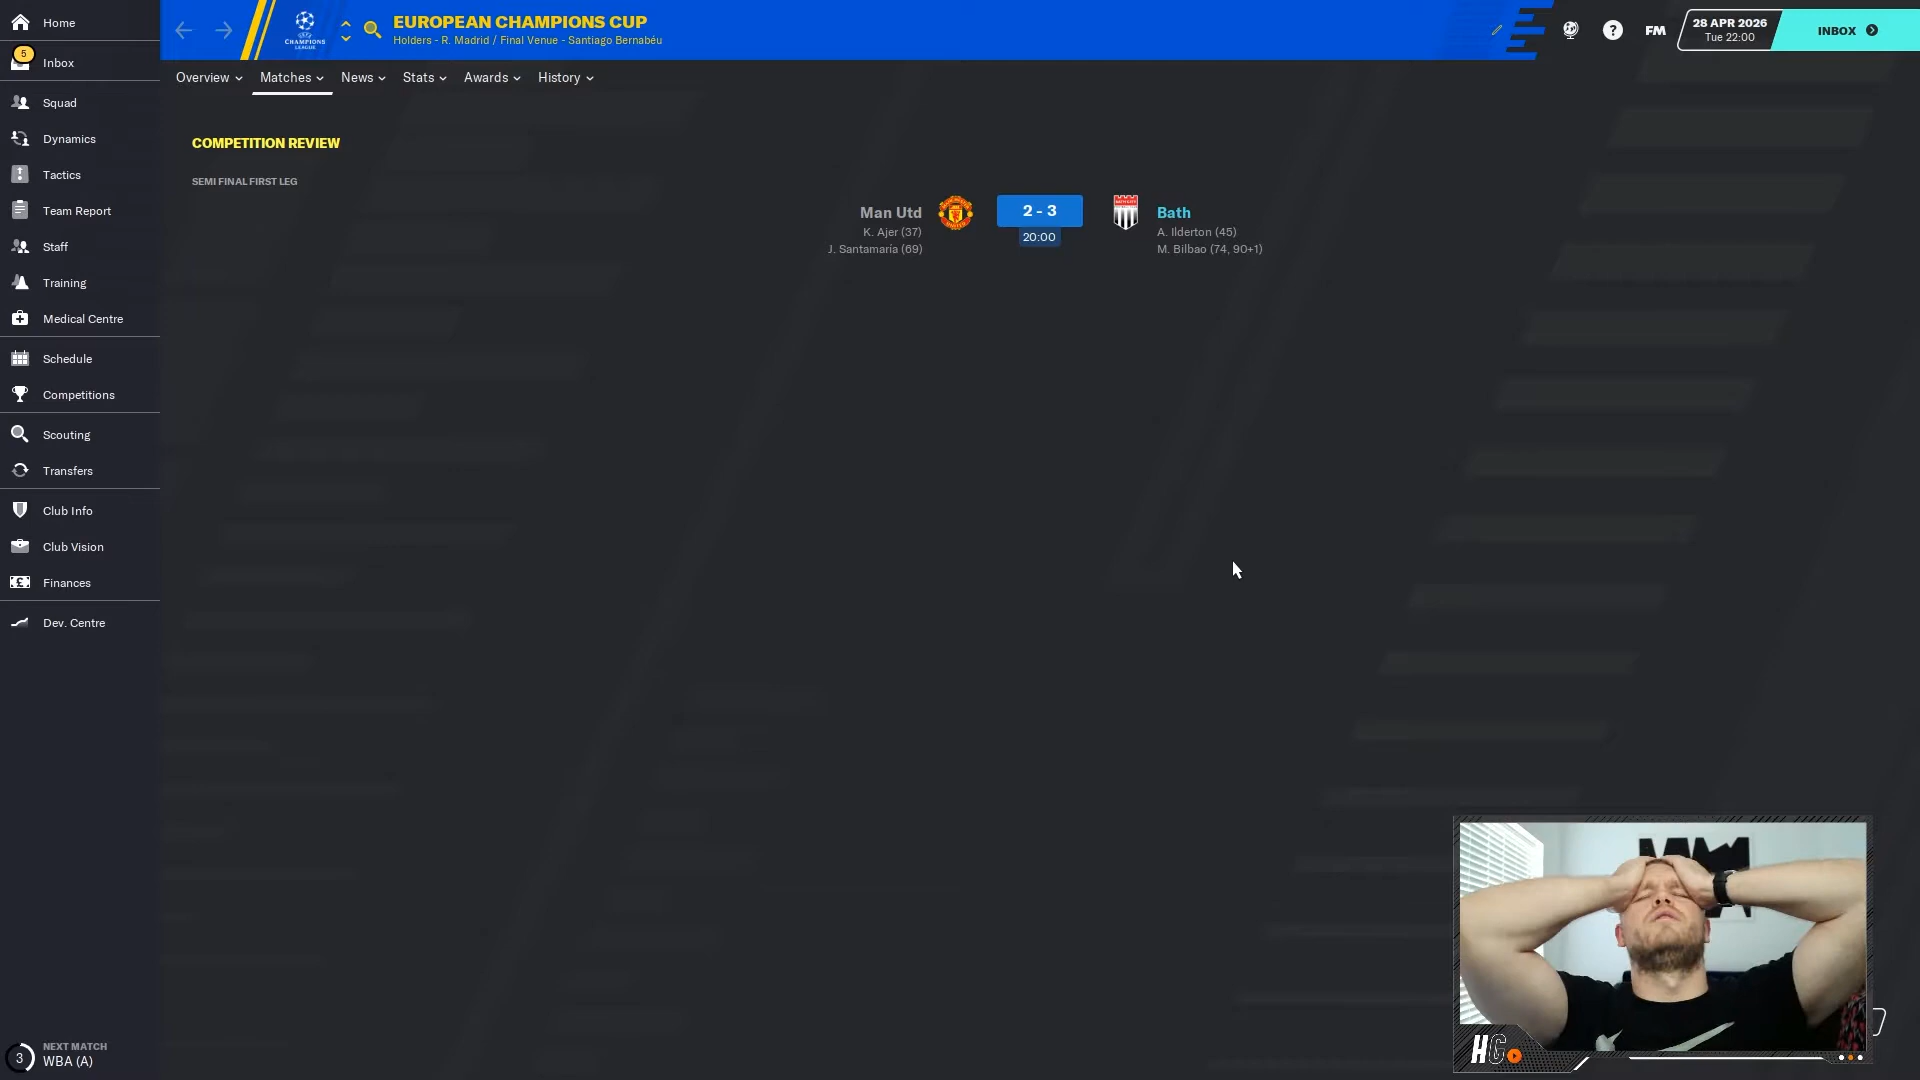 Home
5
Inbox
Squad
Dynamics
Tactics
Team Report
Staff
Training
Medical Centre
Schedule
Competitions
Scouting
Transfers
Club Info
Club Vision
Finances
Dev. Centre
3
NEXT MATCH
WBA (A)
CHAMPIONS
LEAGUE
EUROPEAN CHAMPIONS CUP
Holders - R. Madrid / Final Venue - Santiago Bernabéu
FM
28 APR 2026
Tue 22:00
INBOX
Overview
Matches
News
Stats
Awards
History
COMPETITION REVIEW
SEMI FINAL FIRST LEG
Man Utd
2 - 3
Bath
K. Ajer (37)
20:00
A. Ilderton (45)
J. Santamaría (69)
M. Bilbao (74, 90+1)
HG